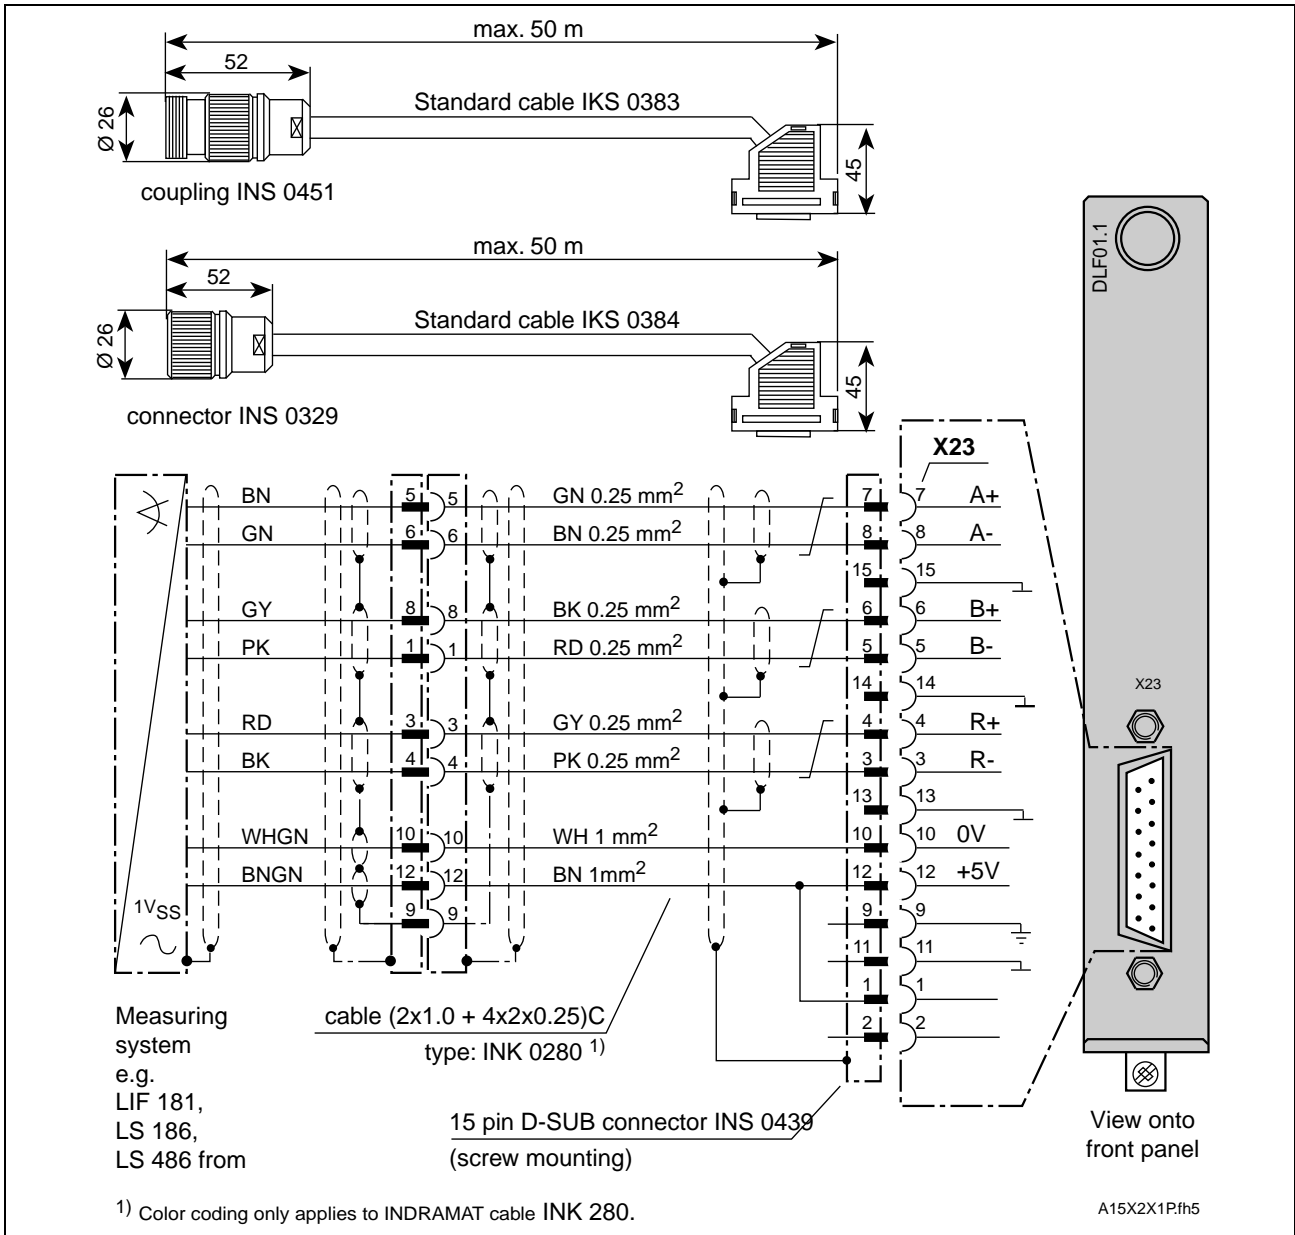 max. 50 m
52
Ø 26
Standard cable IKS 0383
45
coupling INS 0451
max. 50 m
52
Ø 26
Standard cable IKS 0384
45
connector INS 0329
DLF01.1
X23
BN 5 5 GN 0.25 mm2 7 7 A+
GN 6 6 BN 0.25 mm2 8 8 A-
15 15
GY 8 8 BK 0.25 mm2 6 6 B+
PK 1 1 RD 0.25 mm2 5 5 B-
14 14
X23
RD 3 3 GY 0.25 mm2 4 4 R+
BK 4 4 PK 0.25 mm2 3 3 R-
13 13
WHGN 10 10 WH 1 mm2 10 10 0V
BNGN 12 12 BN 1mm2 12 12 +5V
1VSS 9 9 9 9
11 11
1 1
2 2
Measuring
system
e.g.
LIF 181,
LS 186,
LS 486 from
cable (2x1.0 + 4x2x0.25)C
type: INK 0280 1)
15 pin D-SUB connector INS 0439
(screw mounting)
View onto
front panel
1) Color coding only applies to INDRAMAT cable INK 280.
A15X2X1P.fh5